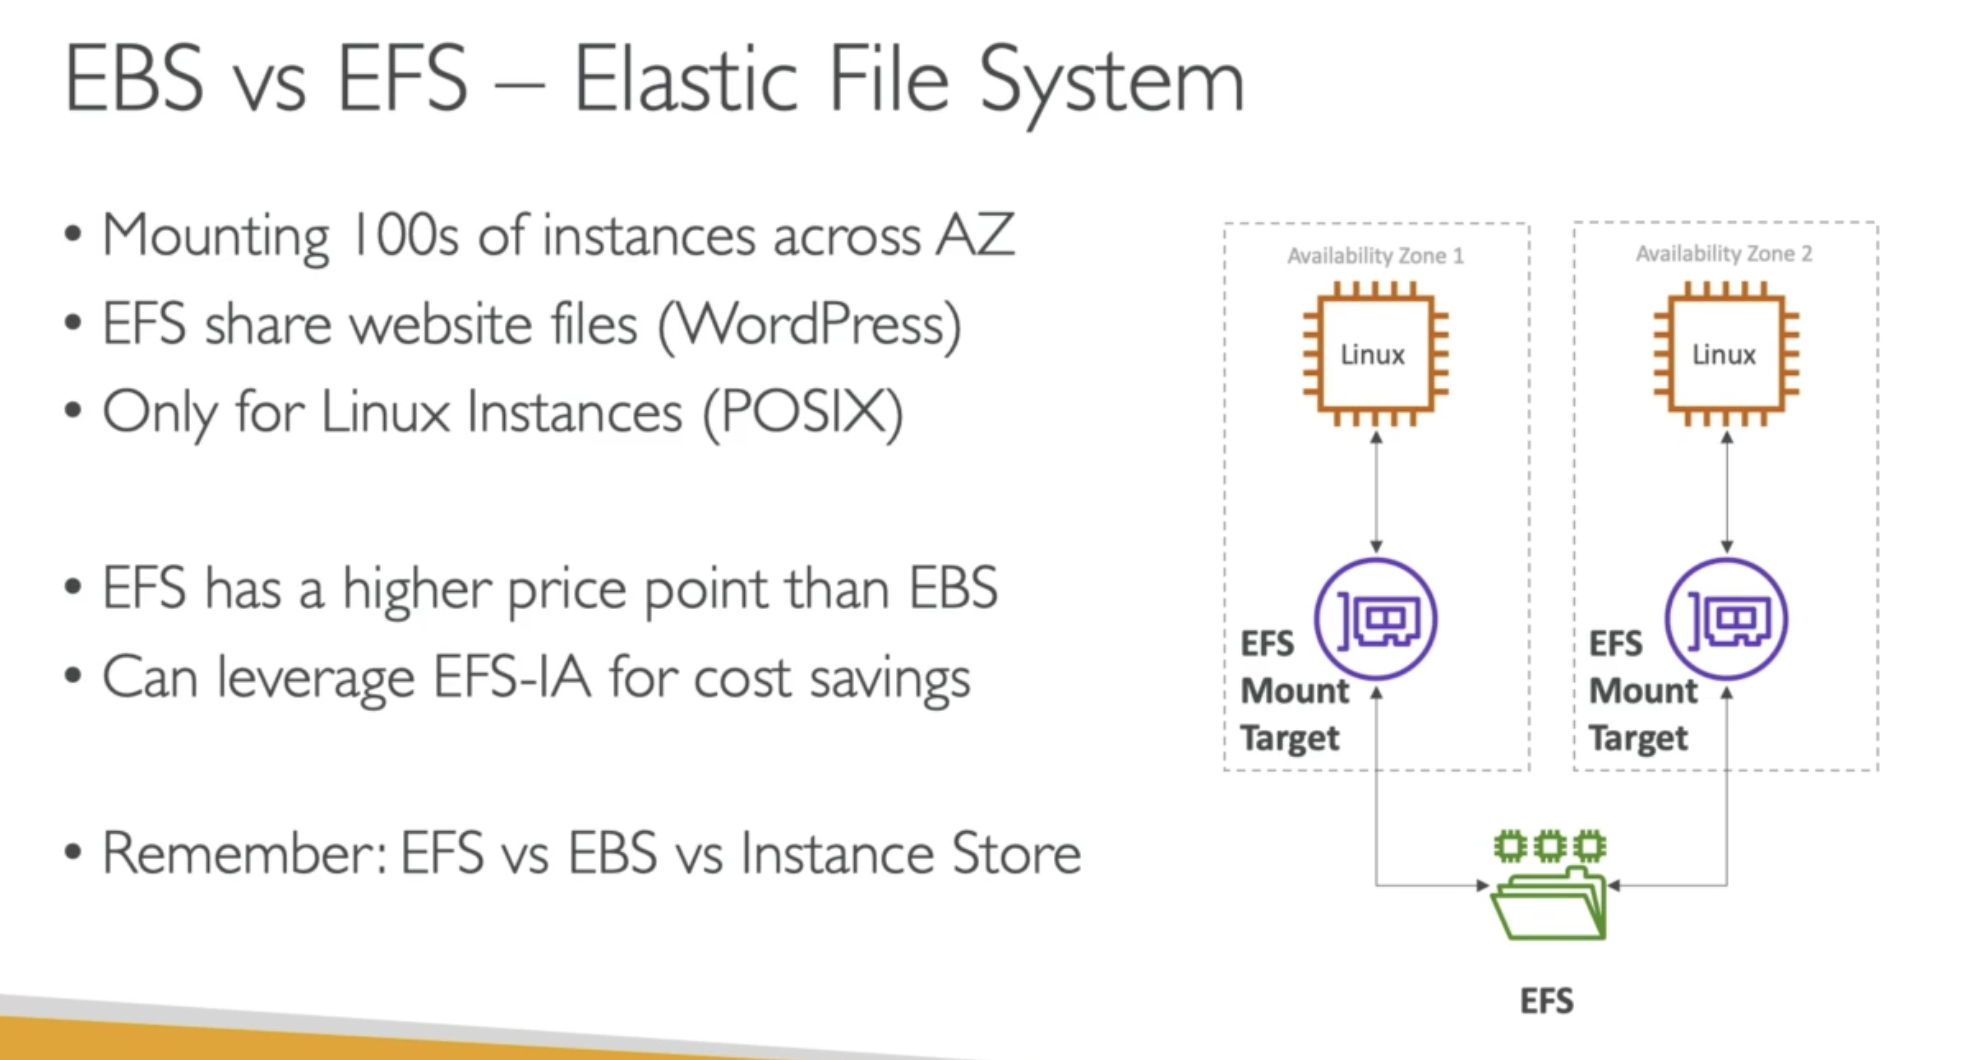 EBS vs EFS – Elastic File System
• Mounting 100s of instances across AZ
• EFS share website files (WordPress)
• Only for Linux Instances (POSIX)
• EFS has a higher price point than EBS
• Can leverage EFS-IA for cost savings
• Remember: EFS vs EBS vs Instance Store
Availability Zone 1
Linux
EFS
Mount
Target
Availability Zone 2
Linux
EFS
Mount
Target
EFS